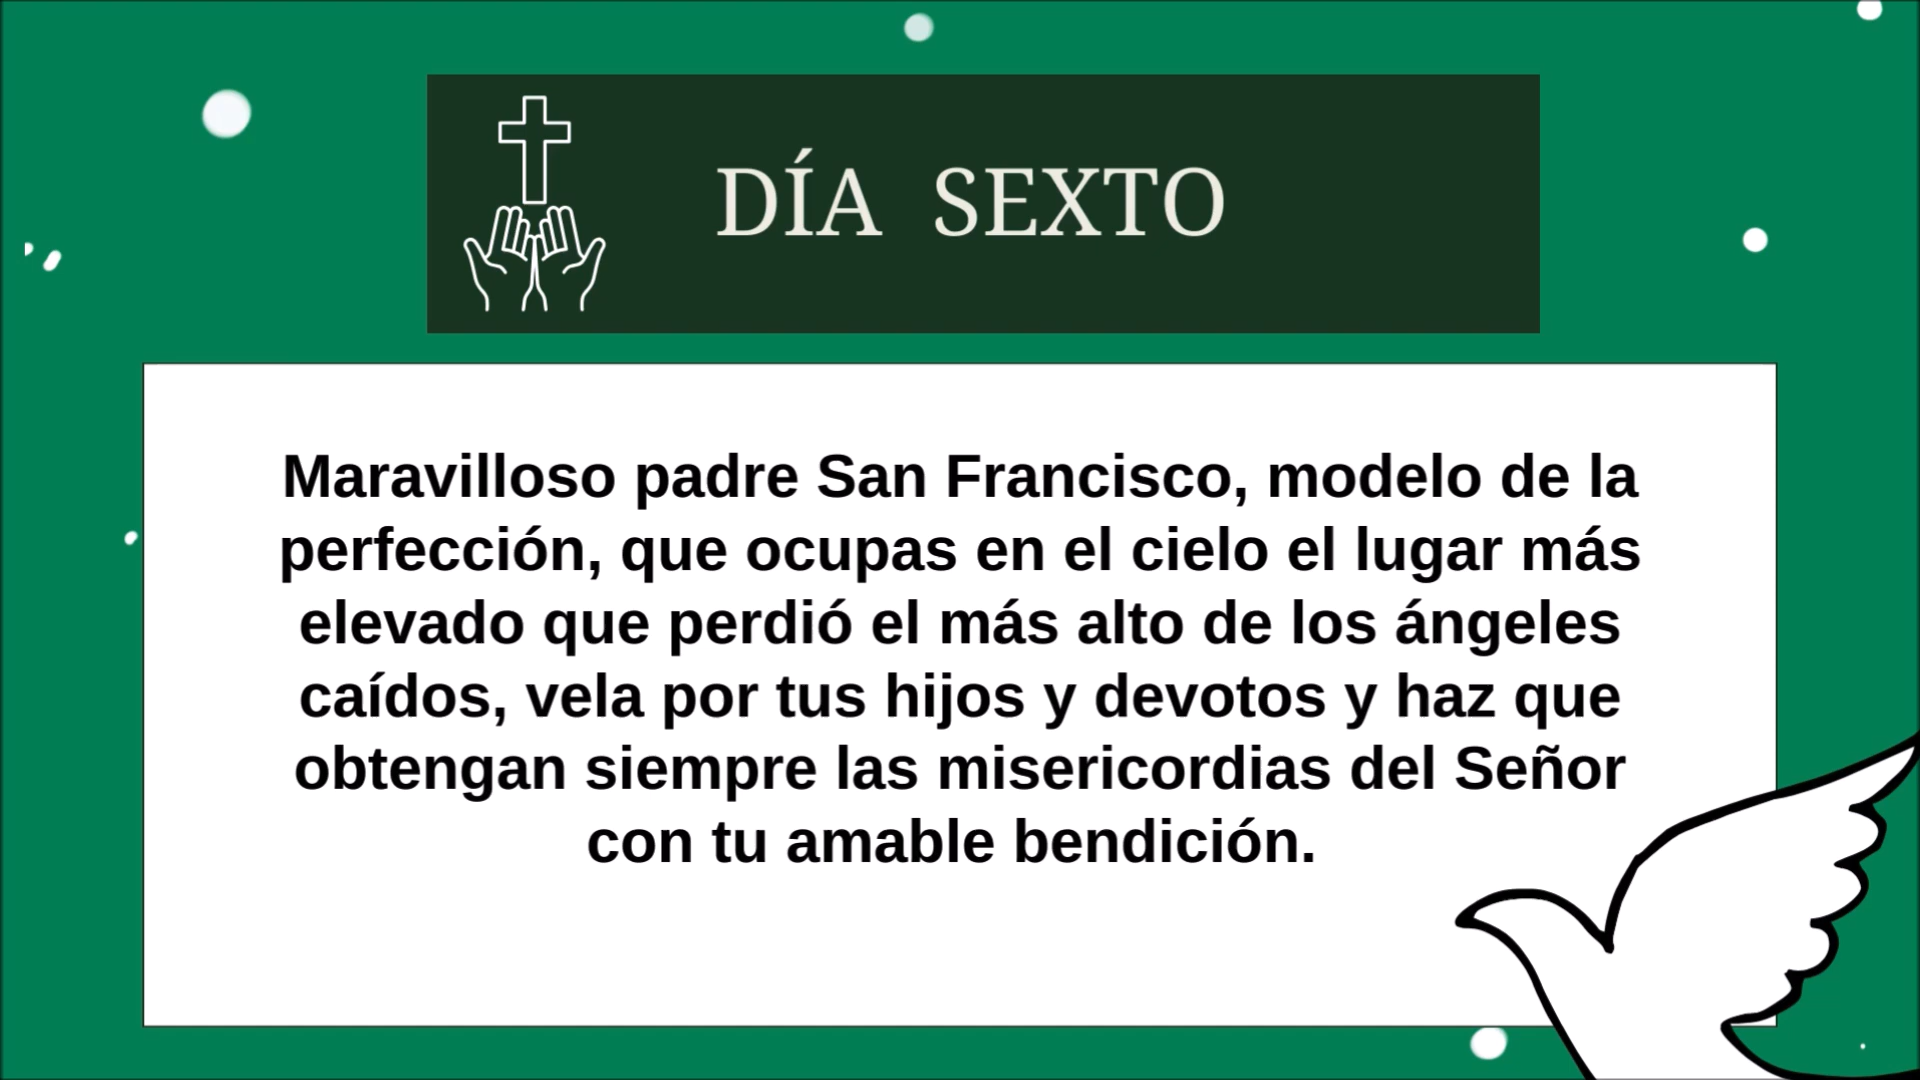 DÍA SEXTO
Maravilloso padre San Francisco, modelo de la
perfección, que ocupas en el cielo el lugar más
elevado que perdió el más alto de los ángeles
caídos, vela por tus hijos y devotos y haz que
obtengan siempre las misericordias del Señor
con tu amable bendición.